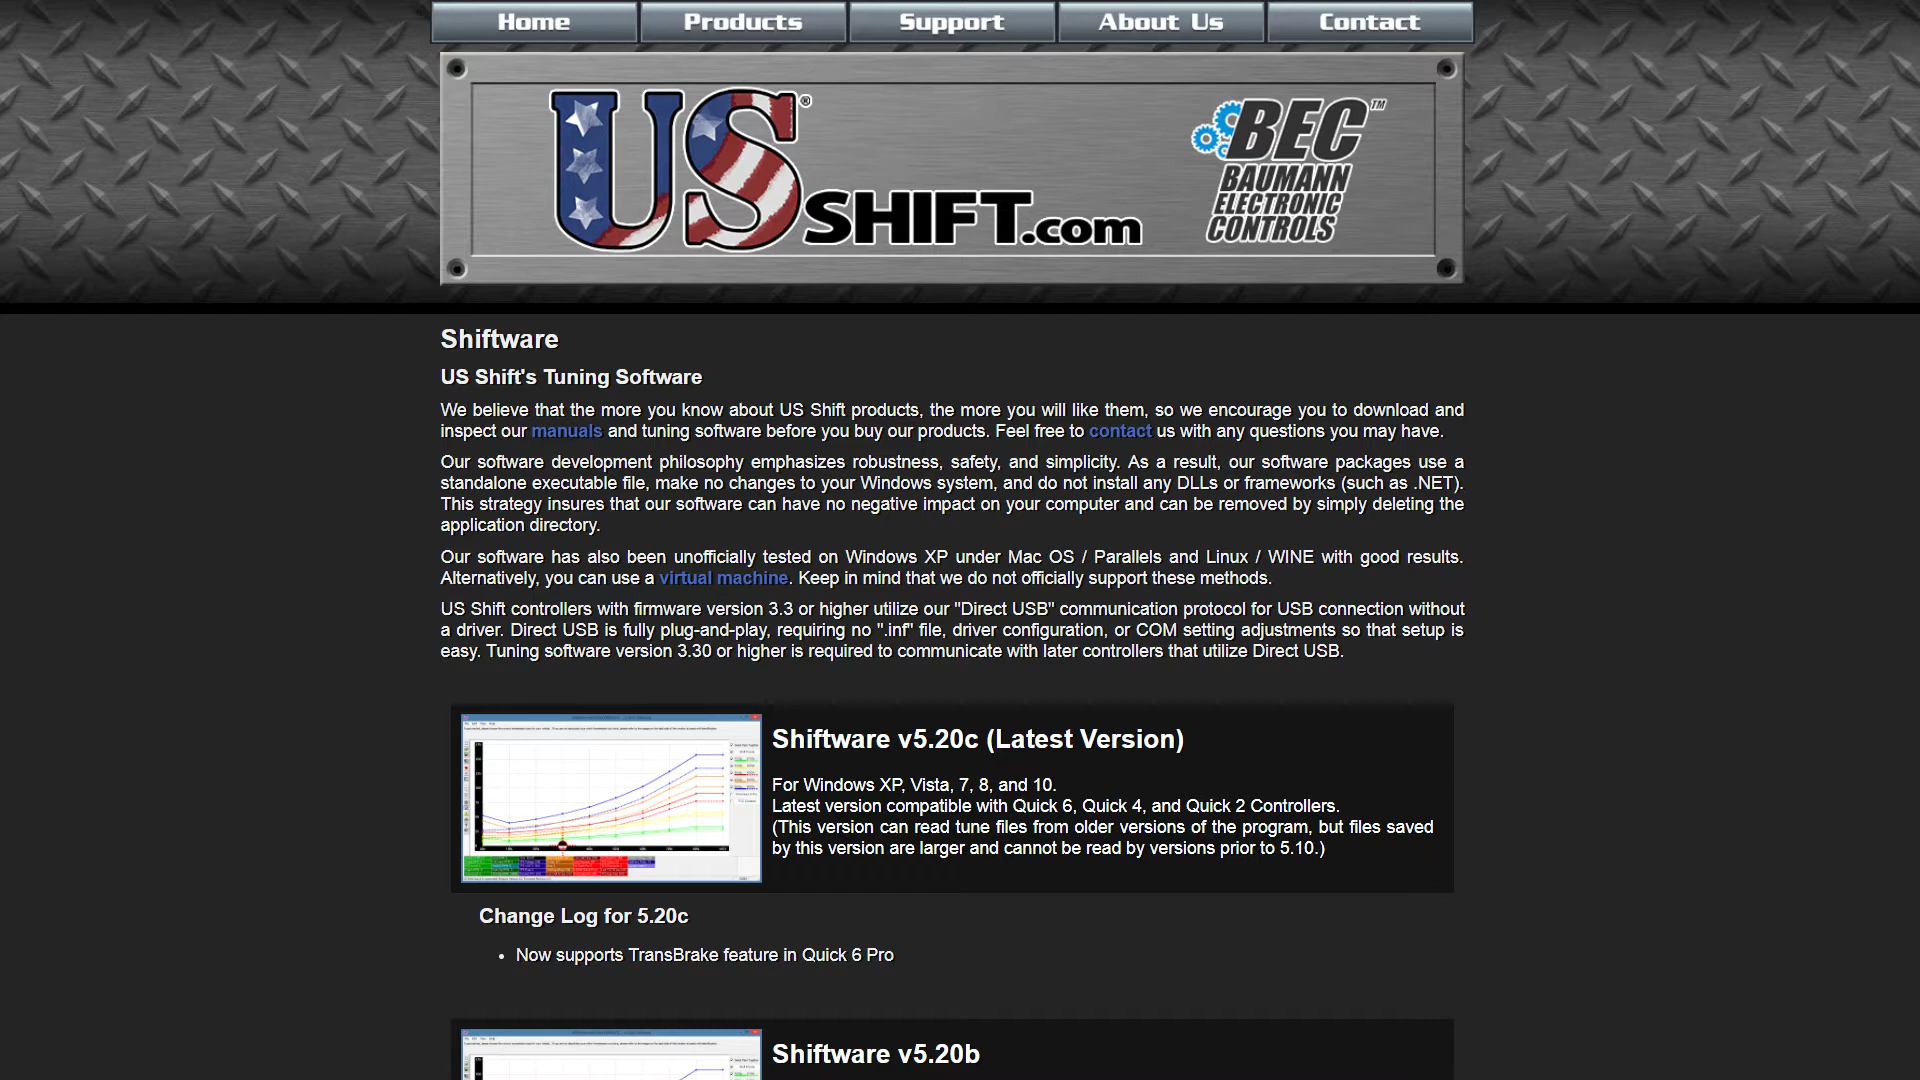 Home
Products
Support
About Us
Contact
US®
SHIFT.com
BEC™
BAUMANN
ELECTRONIC
CONTROLS
Shiftware
US Shift's Tuning Software
We believe that the more you know about US Shift products, the more you will like them, so we encourage you to download and
inspect our manuals and tuning software before you buy our products. Feel free to contact us with any questions you may have.
Our software development philosophy emphasizes robustness, safety, and simplicity. As a result, our software packages use a
standalone executable file, make no changes to your Windows system, and do not install any DLLs or frameworks (such as .NET).
This strategy insures that our software can have no negative impact on your computer and can be removed by simply deleting the
application directory.
Our software has also been unofficially tested on Windows XP under Mac OS / Parallels and Linux / WINE with good results.
Alternatively, you can use a virtual machine. Keep in mind that we do not officially support these methods.
US Shift controllers with firmware version 3.3 or higher utilize our "Direct USB" communication protocol for USB connection without
a driver. Direct USB is fully plug-and-play, requiring no ".inf" file, driver configuration, or COM setting adjustments so that setup is
easy. Tuning software version 3.30 or higher is required to communicate with later controllers that utilize Direct USB.
Shiftware v5.20c (Latest Version)
For Windows XP, Vista, 7, 8, and 10.
Latest version compatible with Quick 6, Quick 4, and Quick 2 Controllers.
(This version can read tune files from older versions of the program, but files saved
by this version are larger and cannot be read by versions prior to 5.10.)
Change Log for 5.20c
• Now supports TransBrake feature in Quick 6 Pro
Shiftware v5.20b